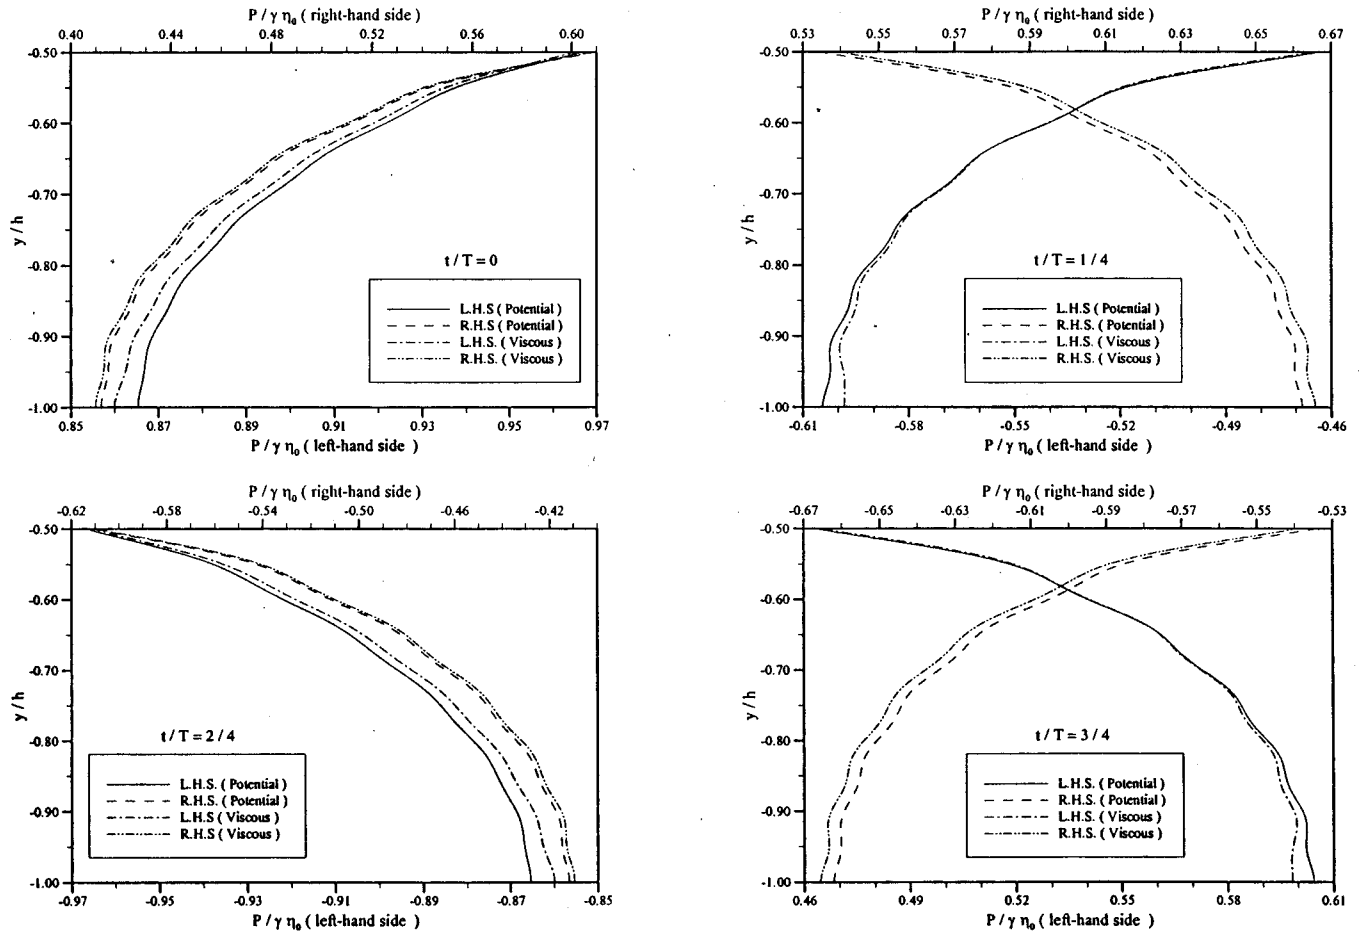 P / γ η₀ ( right-hand side )
0.40 0.44 0.48 0.52 0.56 0.60
-0.50
-0.60
-0.70
-0.80
-0.90
-1.00
y / h
t / T = 0
L.H.S ( Potential )
R.H.S ( Potential )
L.H.S. ( Viscous )
R.H.S. ( Viscous )
0.85 0.87 0.89 0.91 0.93 0.95 0.97
P / γ η₀ ( left-hand side )
P / γ η₀ ( right-hand side )
0.53 0.55 0.57 0.59 0.61 0.63 0.65 0.67
-0.50
-0.60
-0.70
-0.80
-0.90
-1.00
y / h
t / T = 1 / 4
L.H.S ( Potential )
R.H.S. ( Potential )
L.H.S. ( Viscous )
R.H.S. ( Viscous )
-0.61 -0.58 -0.55 -0.52 -0.49 -0.46
P / γ η₀ ( left-hand side )
P / γ η₀ ( right-hand side )
-0.62 -0.58 -0.54 -0.50 -0.46 -0.42
-0.50
-0.60
-0.70
-0.80
-0.90
-1.00
y / h
t / T = 2 / 4
L.H.S. ( Potential )
R.H.S. ( Potential )
L.H.S ( Viscous )
R.H.S ( Viscous )
-0.97 -0.95 -0.93 -0.91 -0.89 -0.87 -0.85
P / γ η₀ ( left-hand side )
P / γ η₀ ( right-hand side )
-0.67 -0.65 -0.63 -0.61 -0.59 -0.57 -0.55 -0.53
-0.50
-0.60
-0.70
-0.80
-0.90
-1.00
y / h
t / T = 3 / 4
L.H.S. ( Potential )
R.H.S. ( Potential )
L.H.S. ( Viscous )
R.H.S. ( Viscous )
0.46 0.49 0.52 0.55 0.58 0.61
P / γ η₀ ( left-hand side )